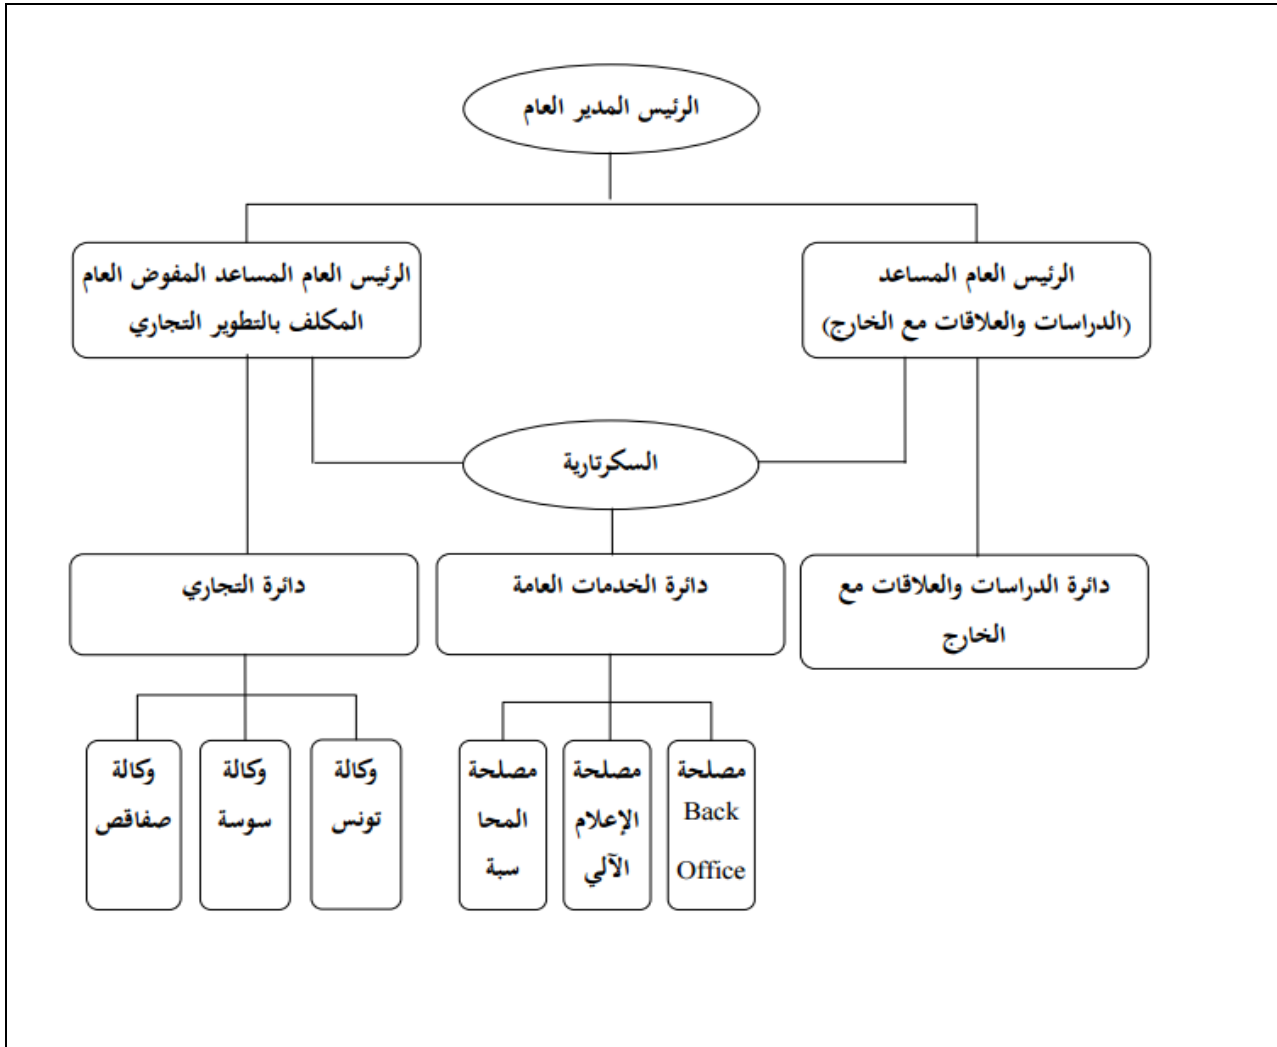 الرئيس المدير العام
الرئيس العام المساعد
(الدراسات والعلاقات مع الخارج)
الرئيس العام المساعد المفوض العام
المكلف بالتطوير التجاري
السكرتارية
دائرة الدراسات والعلاقات مع
الخارج
دائرة الخدمات العامة
دائرة التجاري
مصلحة
Back
Office
مصلحة
الإعلام
الآلي
مصلحة
المحا
سبة
وكالة
تونس
وكالة
سوسة
وكالة
صفاقص